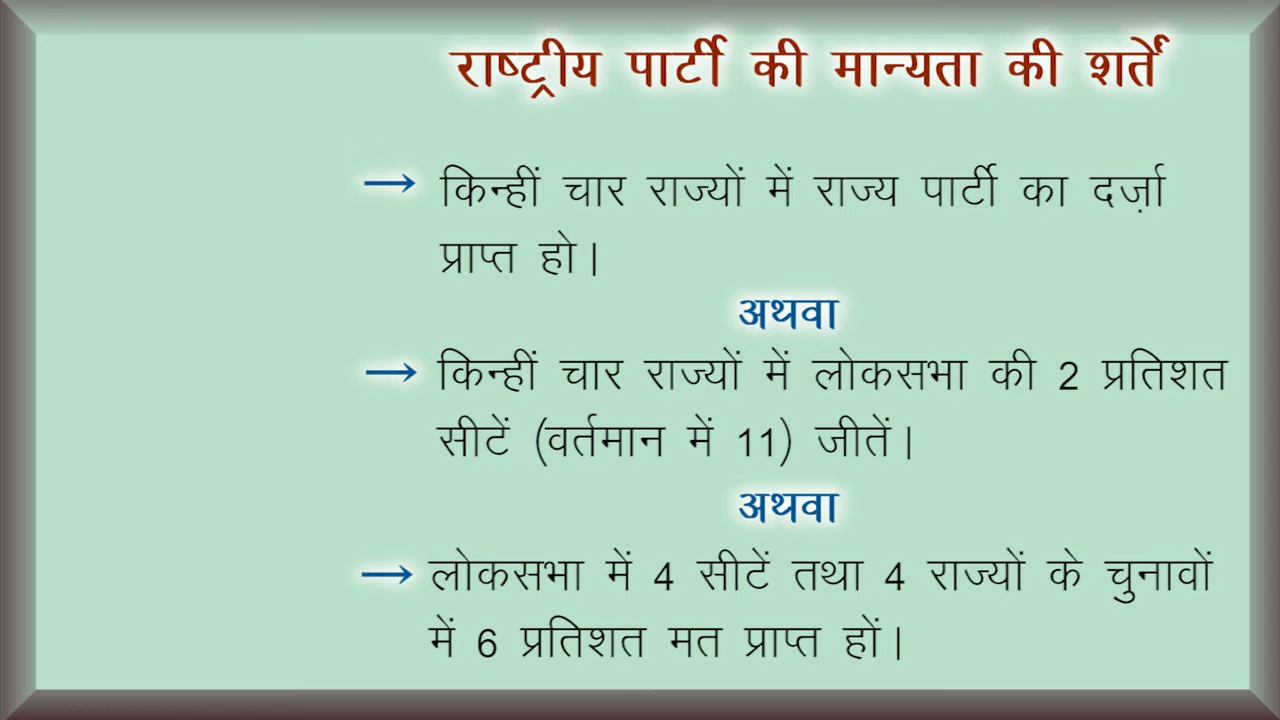 राष्ट्रीय पार्टी की मान्यता की शर्तें
→ किन्हीं चार राज्यों में राज्य पार्टी का दर्ज़ा
प्राप्त हो।
अथवा
→ किन्हीं चार राज्यों में लोकसभा की 2 प्रतिशत
सीटें (वर्तमान में 11) जीतें।
अथवा
→ लोकसभा में 4 सीटें तथा 4 राज्यों के चुनावों
में 6 प्रतिशत मत प्राप्त हों।